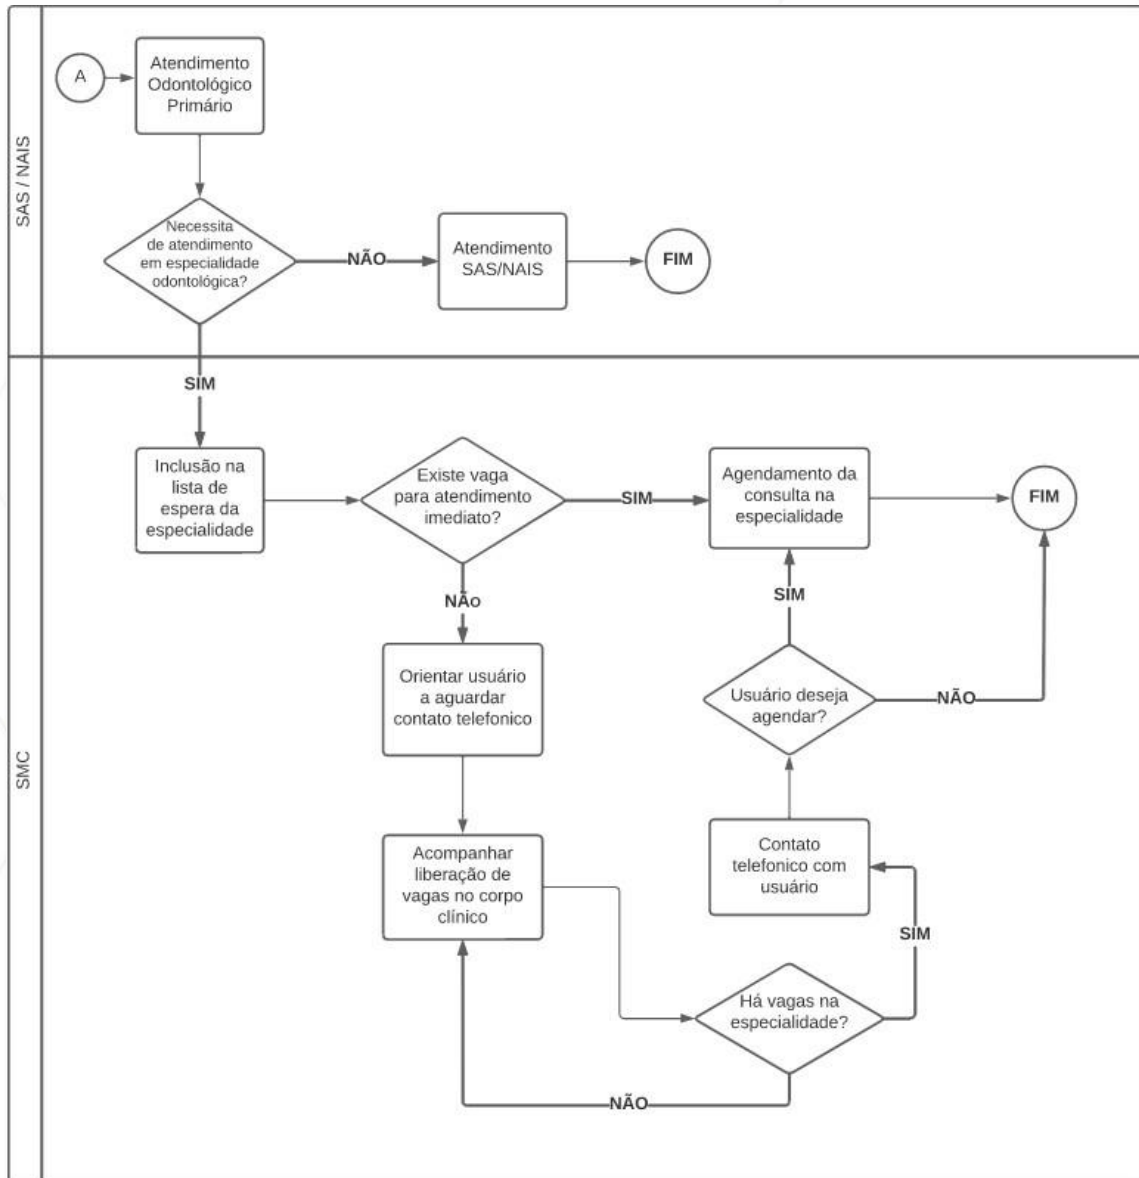 SAS / NAIS
A
Atendimento
Odontológico
Primário
Necessita
de atendimento
em especialidade
odontológica?
NÃO
Atendimento
SAS/NAIS
FIM
SIM
SMC
Inclusão na
lista de
espera da
especialidade
Existe vaga
para atendimento
imediato?
SIM
Agendamento da
consulta na
especialidade
FIM
NÃO
SIM
Orientar usuário
a aguardar
contato telefonico
Usuário deseja
agendar?
NÃO
Acompanhar
liberação de
vagas no corpo
clínico
Contato
telefonico com
usuário
SIM
Há vagas na
especialidade?
NÃO